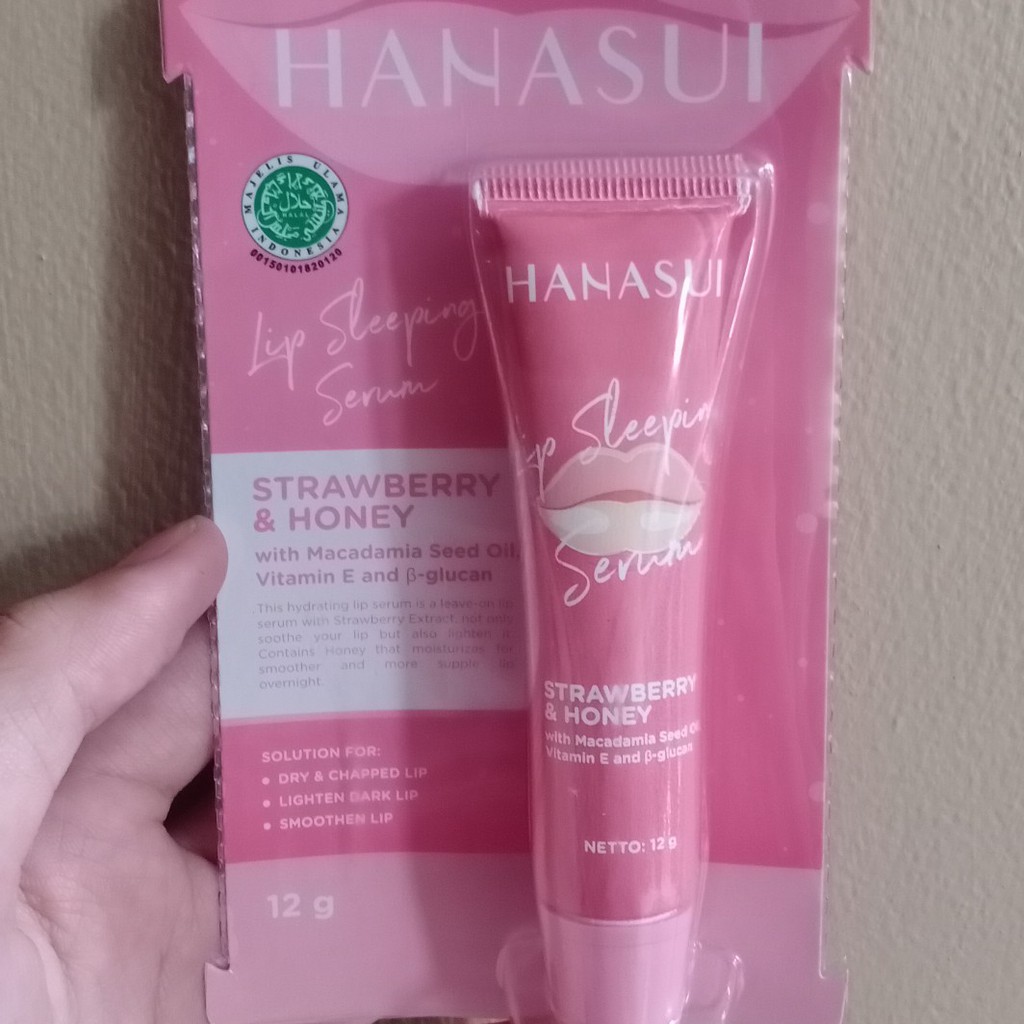 HANASUI
MAJELIS ULAMA INDONESIA
حلال
HALAL
00150101820120
Lip Sleeping
Serum
STRAWBERRY
& HONEY
with Macadamia Seed Oil,
Vitamin E and β-glucan
This hydrating lip serum is a leave-on lip
serum with Strawberry Extract, not only
soothe your lip but also lighten it.
Contains Honey that moisturizes for
smoother and more supple lip
overnight.
SOLUTION FOR:
• DRY & CHAPPED LIP
• LIGHTEN DARK LIP
• SMOOTHEN LIP
12 g
HANASUI
Lip Sleeping
Serum
STRAWBERRY
& HONEY
with Macadamia Seed Oil
Vitamin E and β-glucan
NETTO: 12 g